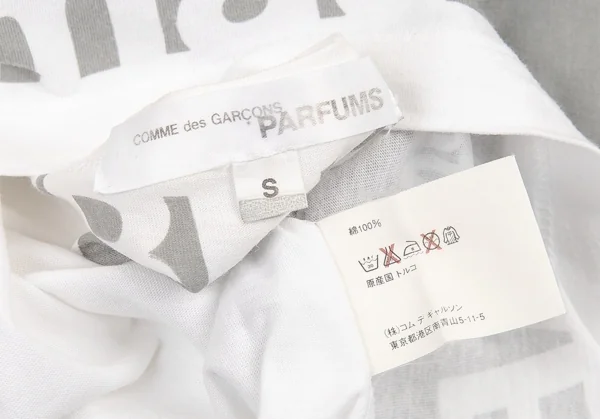 COMME des GARÇONS
PARFUMS
S
綿100%
原産国 トルコ
(株)コム デ ギャルソン
東京都港区南青山5-11-5